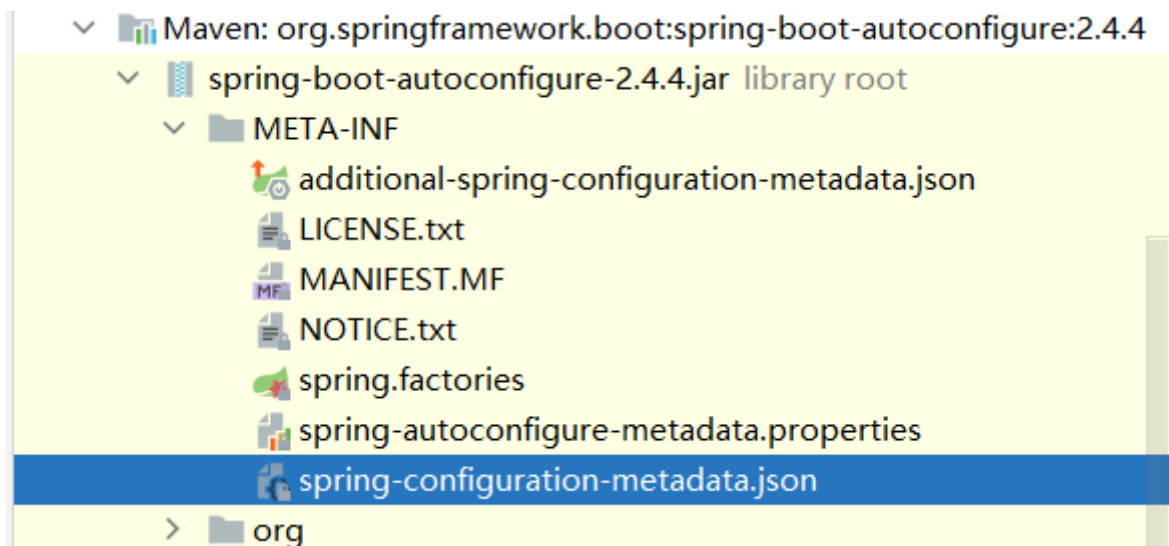 Maven: org.springframework.boot:spring-boot-autoconfigure:2.4.4
spring-boot-autoconfigure-2.4.4.jar library root
META-INF
additional-spring-configuration-metadata.json
LICENSE.txt
MF MANIFEST.MF
NOTICE.txt
spring.factories
spring-autoconfigure-metadata.properties
spring-configuration-metadata.json
org